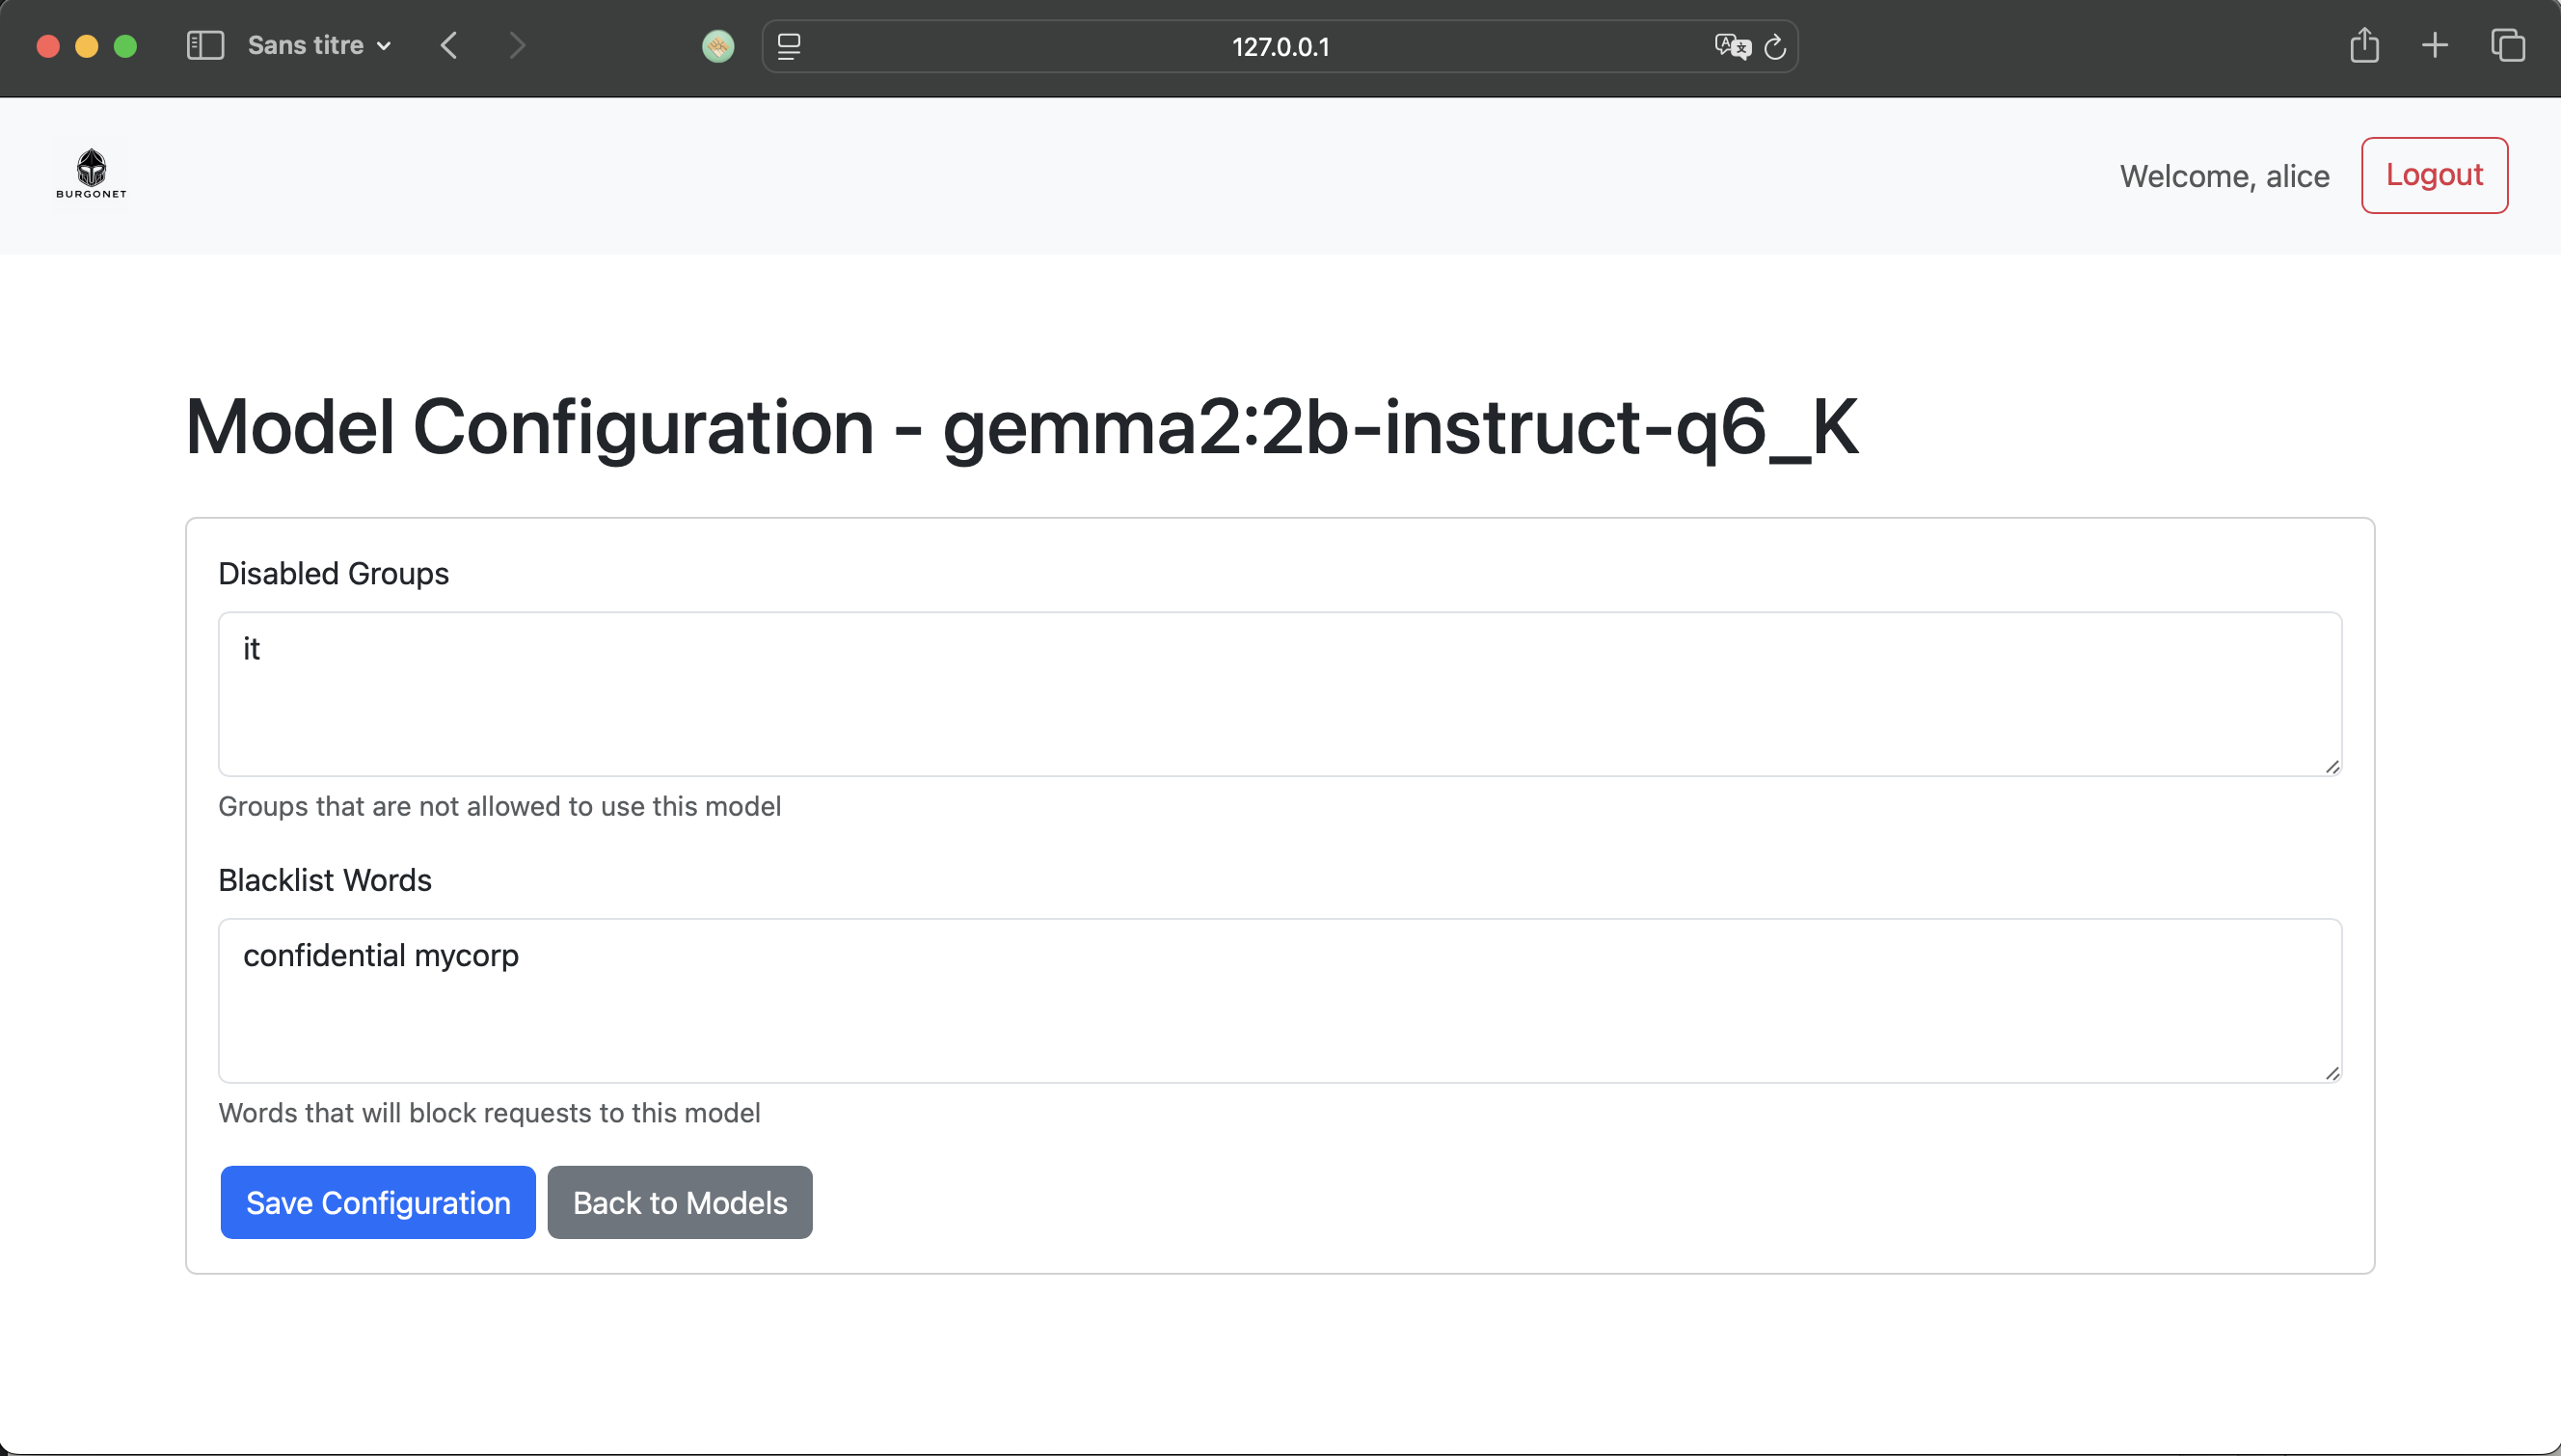 Sans titre
127.0.0.1
BURGONET
Welcome, alice
Logout
Model Configuration - gemma2:2b-instruct-q6_K
Disabled Groups
it
Groups that are not allowed to use this model
Blacklist Words
confidential mycorp
Words that will block requests to this model
Save Configuration
Back to Models